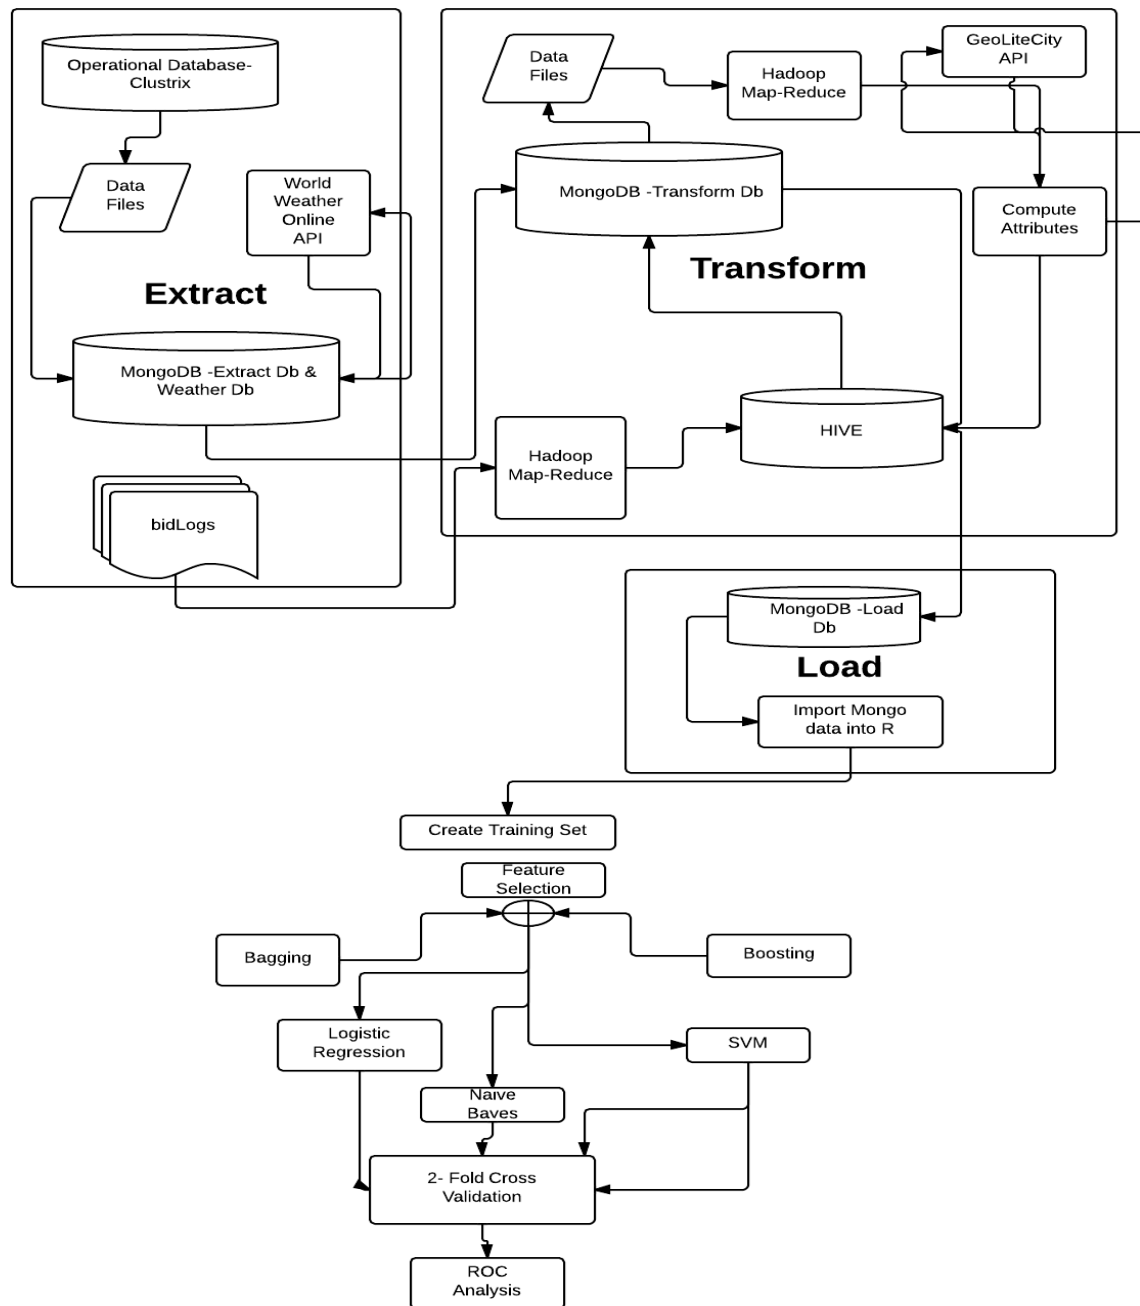 Operational Database-
Clustrix
Data
Files
World
Weather
Online
API
Extract
MongoDB -Extract Db &
Weather Db
bidLogs
Data
Files
Hadoop
Map-Reduce
GeoLiteCity
API
MongoDB -Transform Db
Compute
Attributes
Transform
HIVE
Hadoop
Map-Reduce
MongoDB -Load
Db
Load
Import Mongo
data into R
Create Training Set
Feature
Selection
Bagging
Boosting
Logistic
Regression
SVM
Naive
Baves
2- Fold Cross
Validation
ROC
Analysis